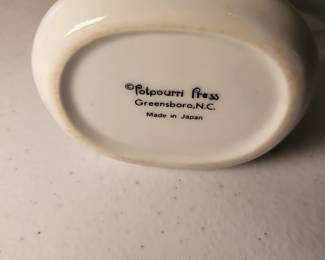 ©Potpourri Press
Greensboro, N.C.
Made in Japan